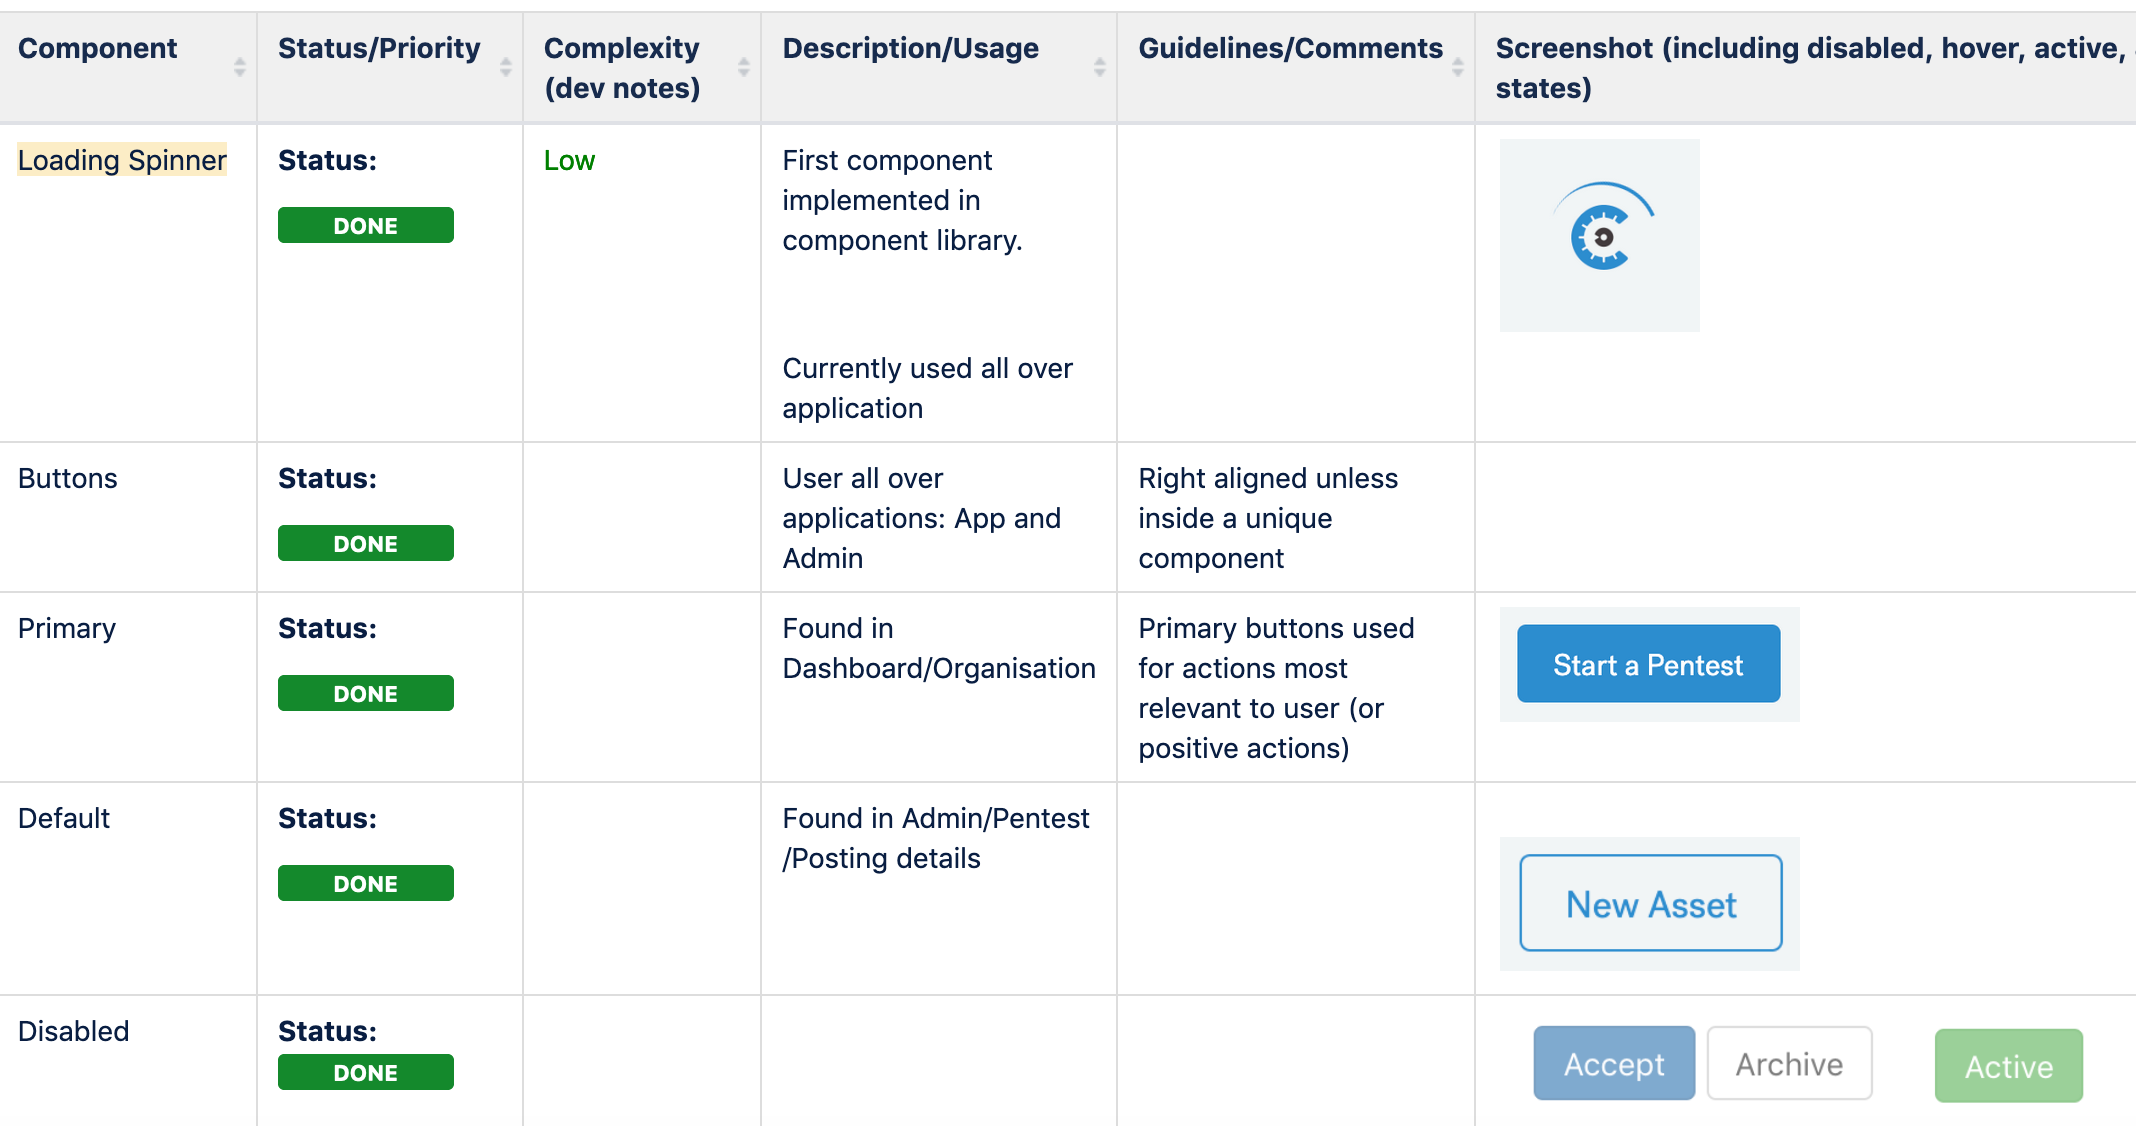 Component
Status/Priority
Complexity
(dev notes)
Description/Usage
Guidelines/Comments
Screenshot (including disabled, hover, active,
states)
Loading Spinner
Status:
DONE
Low
First component
implemented in
component library.
Currently used all over
application
Buttons
Status:
DONE
User all over
applications: App and
Admin
Right aligned unless
inside a unique
component
Primary
Status:
DONE
Found in
Dashboard/Organisation
Primary buttons used
for actions most
relevant to user (or
positive actions)
Start a Pentest
Default
Status:
DONE
Found in Admin/Pentest
/Posting details
New Asset
Disabled
Status:
DONE
Accept
Archive
Active